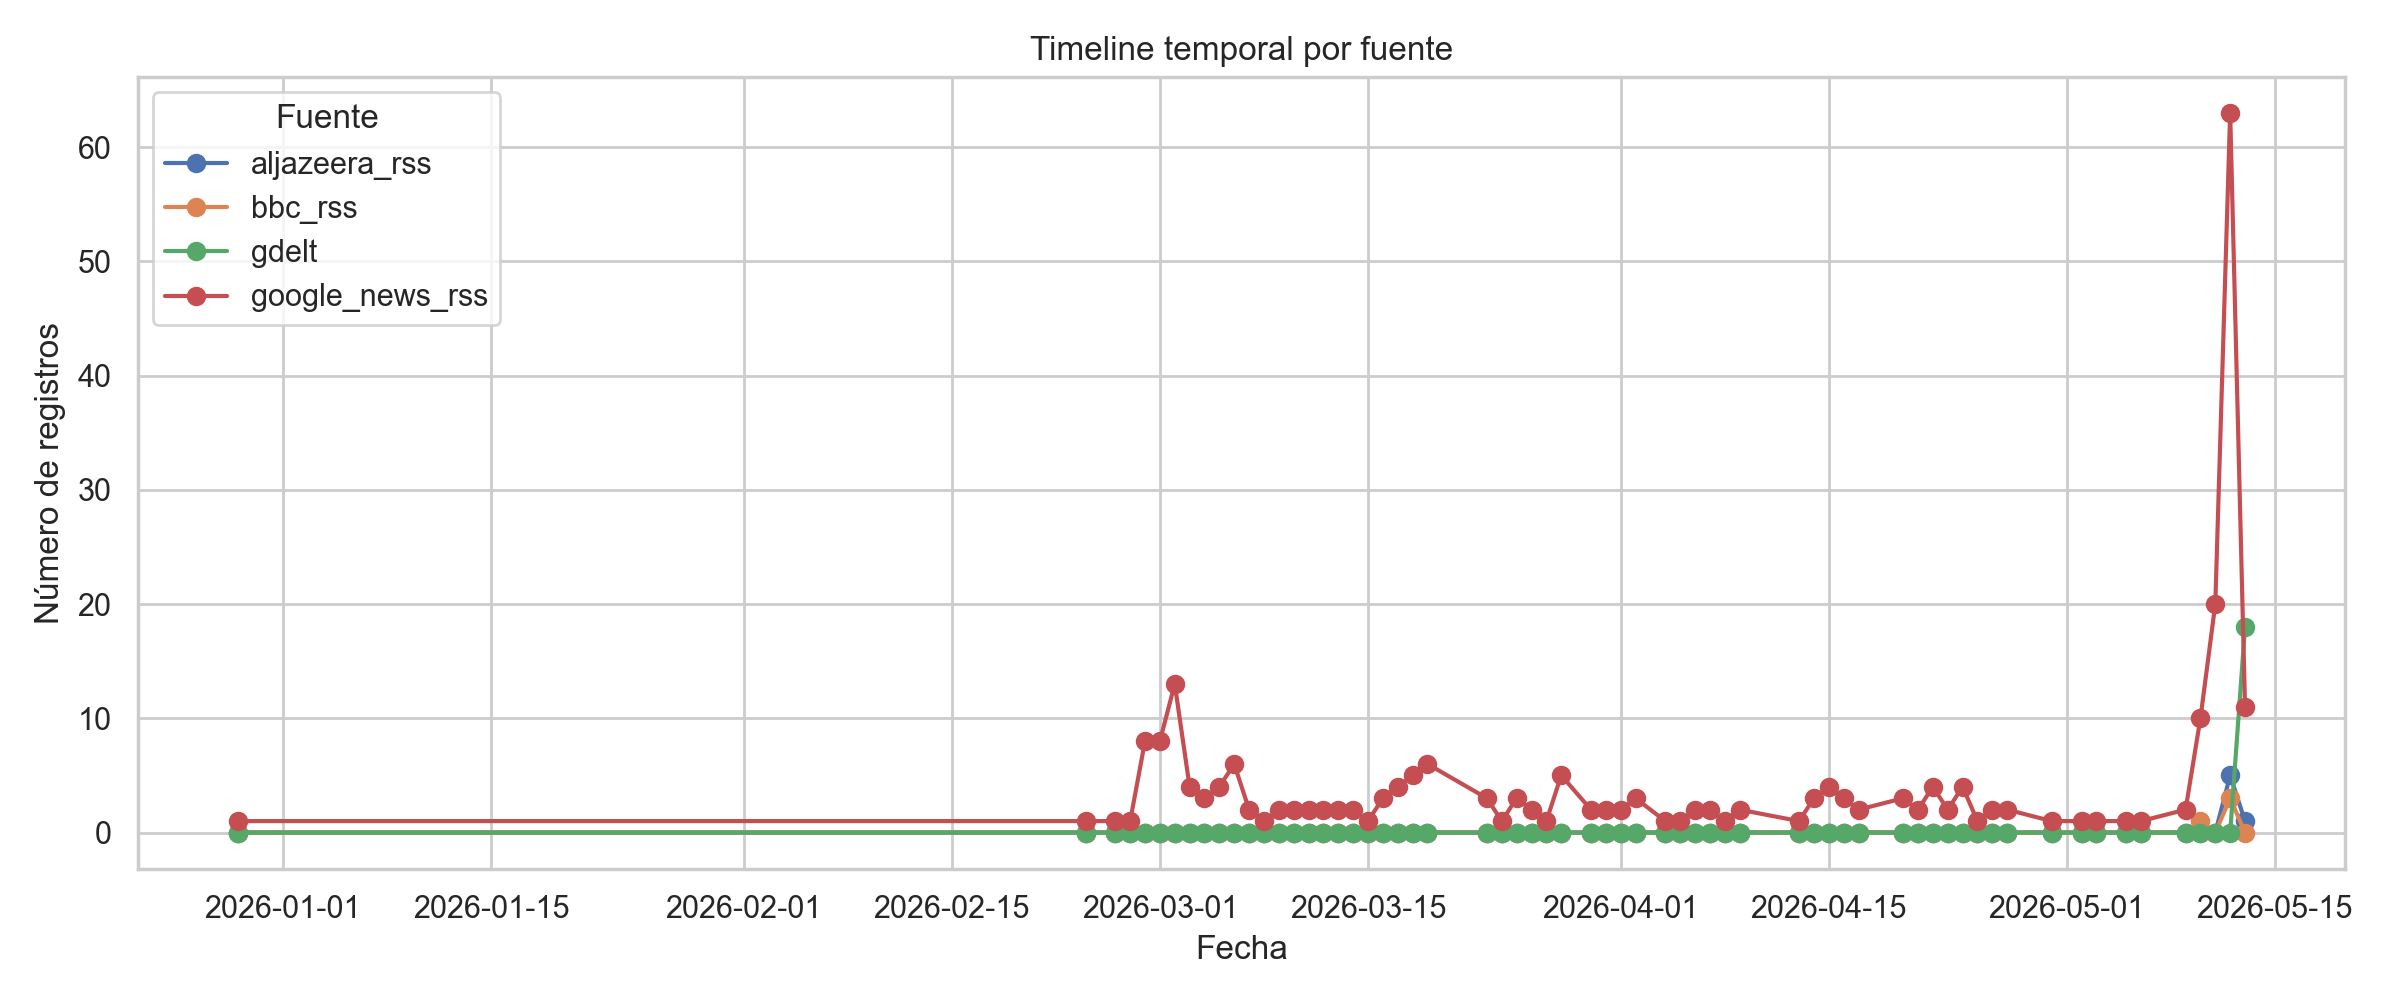 Timeline temporal por fuente
Fuente
aljazeera_rss
bbc_rss
gdelt
google_news_rss
Número de registros
60
50
40
30
20
10
0
2026-01-01
2026-01-15
2026-02-01
2026-02-15
2026-03-01
2026-03-15
2026-04-01
2026-04-15
2026-05-01
2026-05-15
Fecha